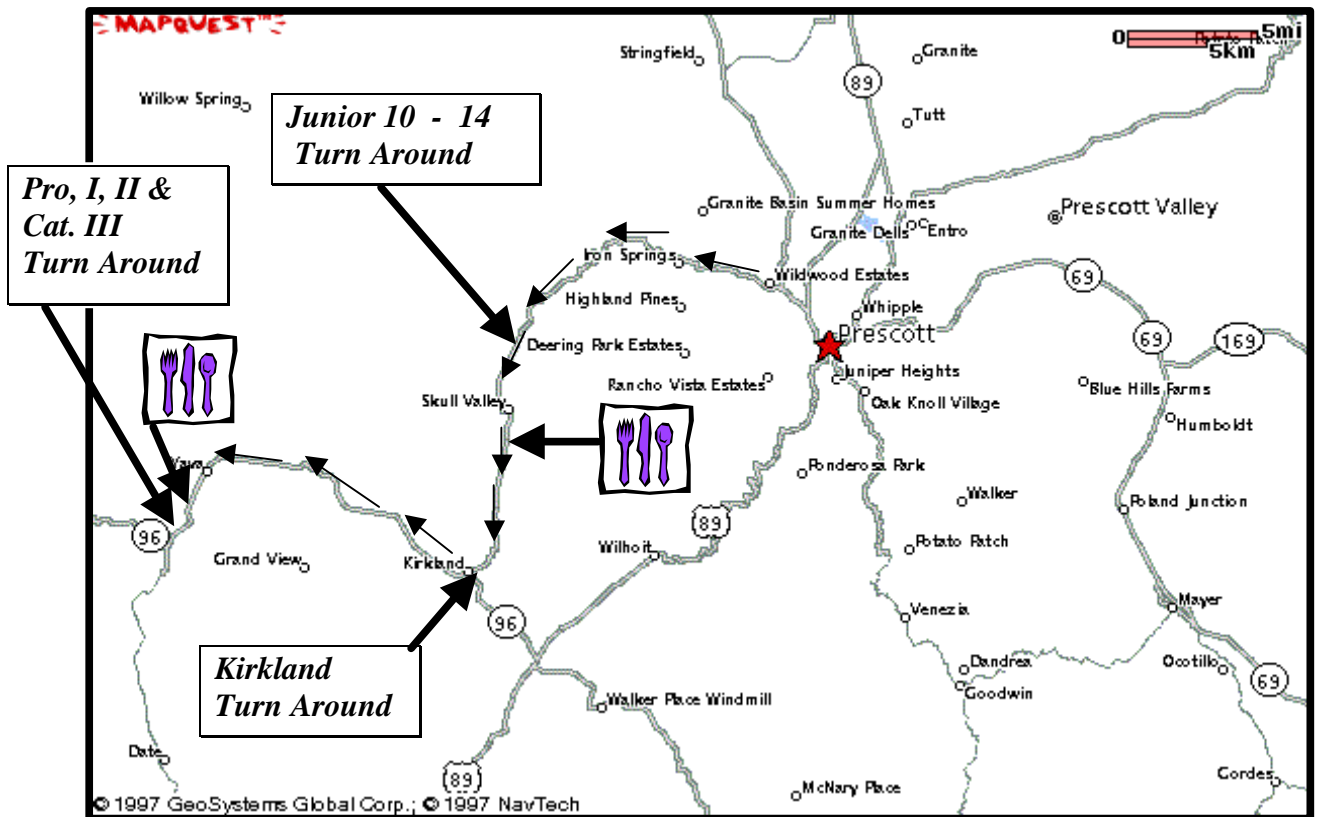 MAPQUEST™
0 5mi
5km
Stringfield
Granite
89
Willow Spring
Tutt
Junior 10 - 14
Turn Around
Pro, I, II &
Cat. III
Turn Around
Granite Basin Summer Homes
Prescott Valley
Granite Dells
Entro
Iron Springs
Wildwood Estates
69
Highland Pines
Whipple
Prescott
69
169
Deering Park Estates
Juniper Heights
Rancho Vista Estates
Blue Hills Farms
Skull Valley
Oak Knoll Village
Humboldt
Ponderosa Park
Walker
Poland Junction
89
96
Wilhoit
Potato Patch
Grand View
Kirkland
Venezia
Mayer
96
Kirkland
Turn Around
Dandrea
Ocotillo
Goodwin
69
Walker Place Windmill
Date
89
McNary Place
Cordes
© 1997 GeoSystems Global Corp.; © 1997 NavTech